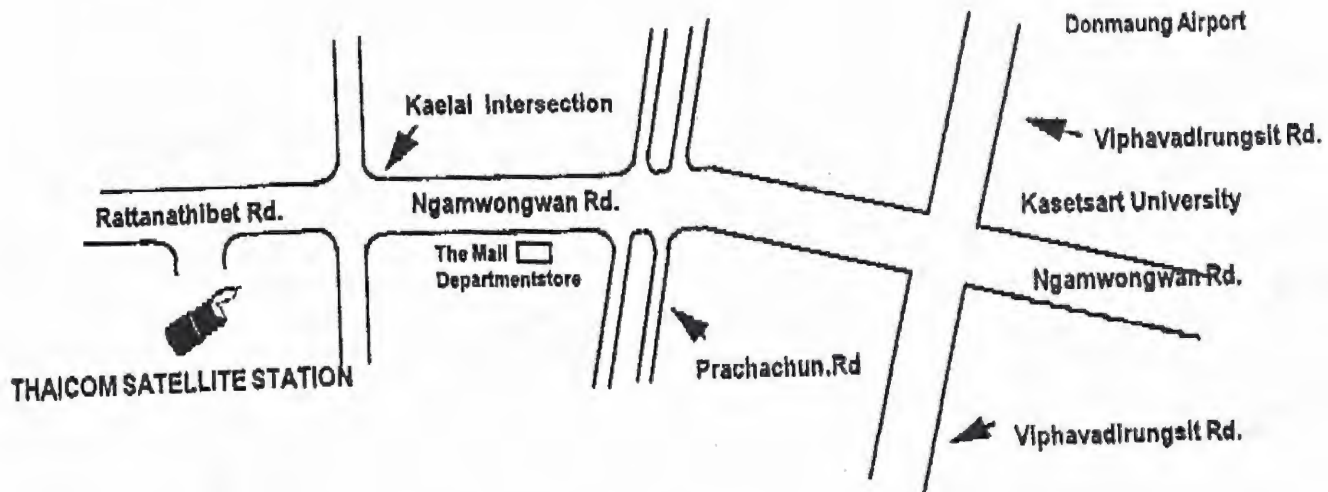 Donmaung Airport
Kaelai Intersection
Viphavadirungsit Rd.
Rattanathibet Rd.
Ngamwongwan Rd.
Kasetsart University
The Mall
Departmentstore
Ngamwongwan Rd.
Prachachun.Rd
THAICOM SATELLITE STATION
Viphavadirungsit Rd.